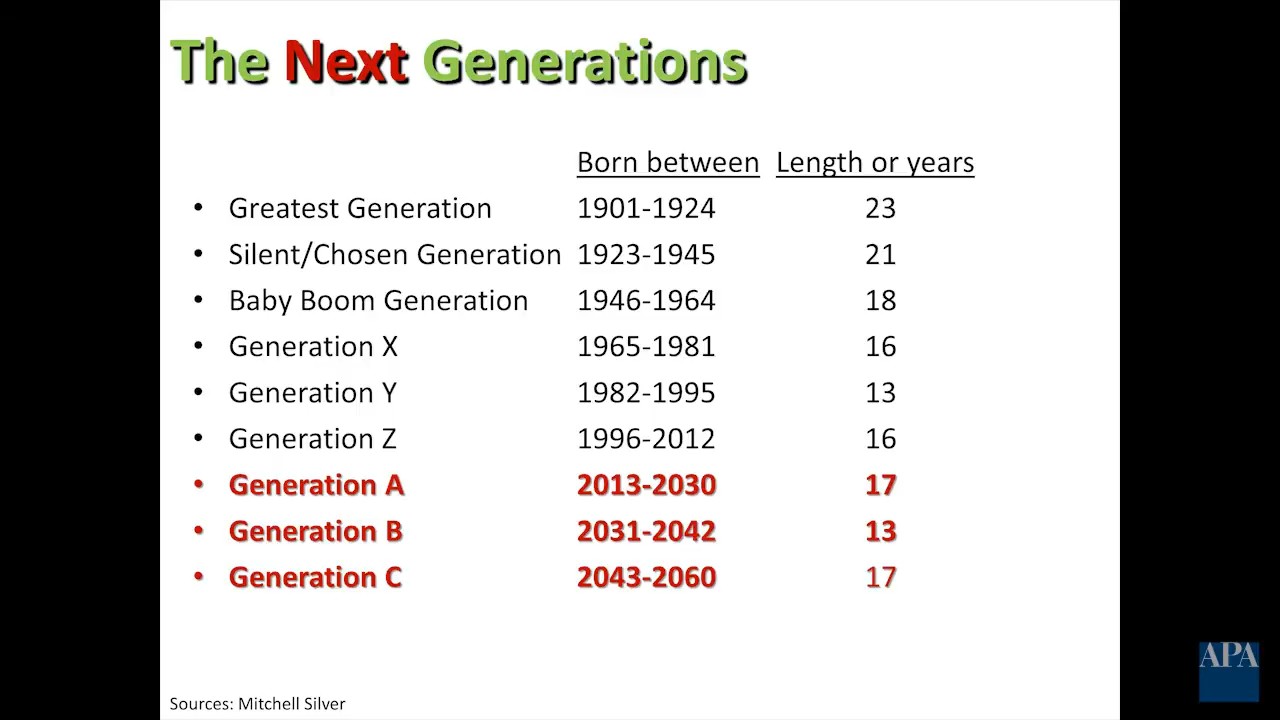 The Next Generations
Born between Length or years
• Greatest Generation 1901-1924 23
• Silent/Chosen Generation 1923-1945 21
• Baby Boom Generation 1946-1964 18
• Generation X 1965-1981 16
• Generation Y 1982-1995 13
• Generation Z 1996-2012 16
• Generation A 2013-2030 17
• Generation B 2031-2042 13
• Generation C 2043-2060 17
APA
Sources: Mitchell Silver